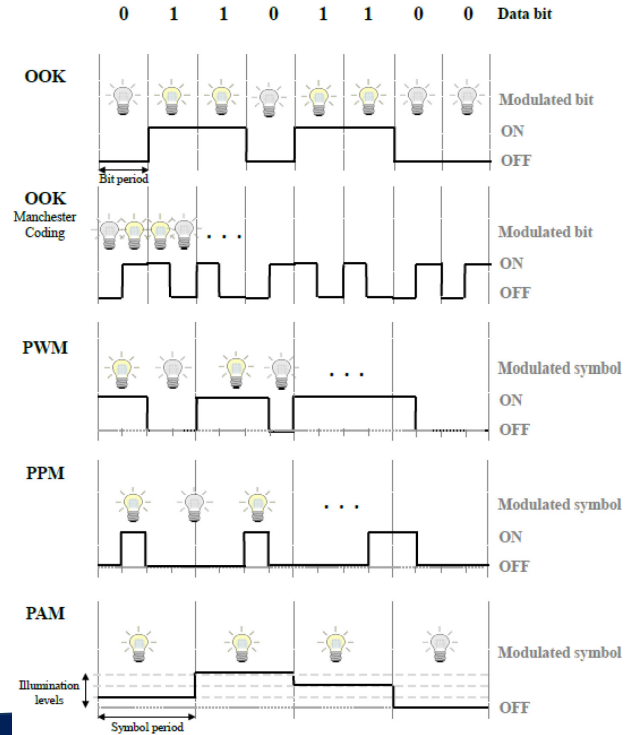 0 1 1 0 1 1 0 0 Data bit
OOK
Modulated bit
ON
OFF
Bit period
OOK
Manchester
Coding
. . .
Modulated bit
ON
OFF
PWM
. . .
Modulated symbol
ON
OFF
PPM
. . .
Modulated symbol
ON
OFF
PAM
Modulated symbol
Illumination
levels
OFF
Symbol period